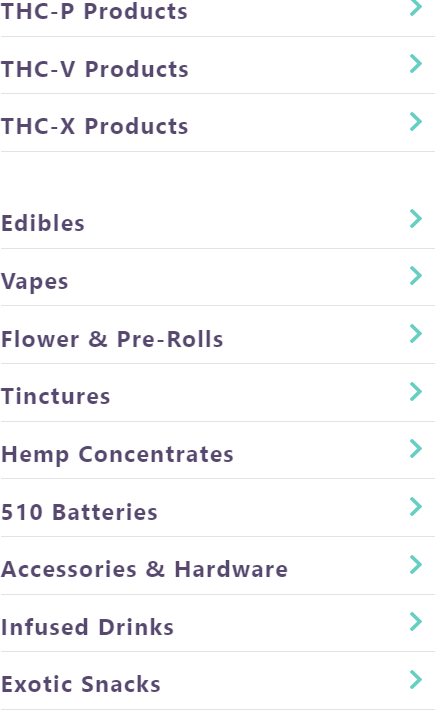 THC-P Products
THC-V Products
THC-X Products
Edibles
Vapes
Flower & Pre-Rolls
Tinctures
Hemp Concentrates
510 Batteries
Accessories & Hardware
Infused Drinks
Exotic Snacks